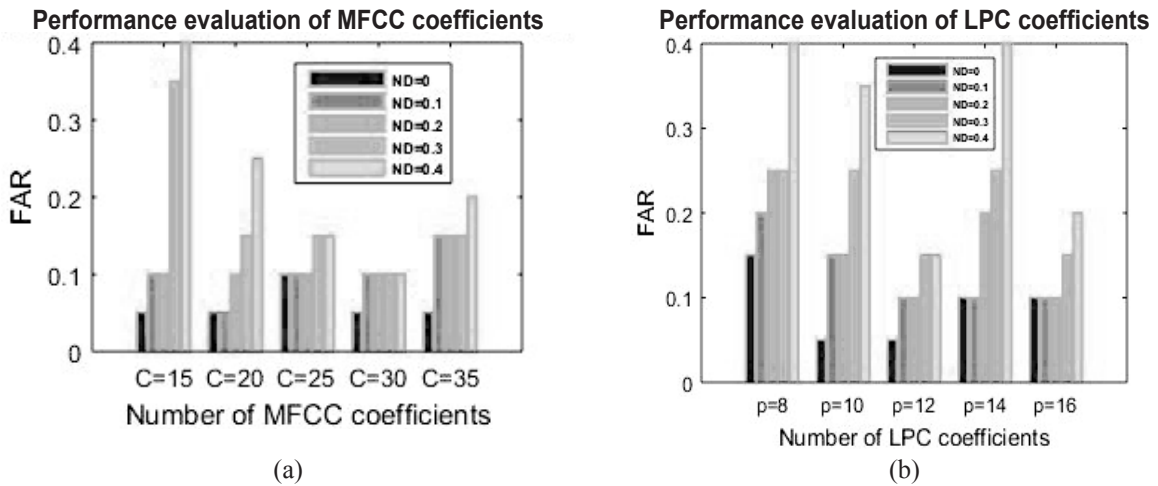 Performance evaluation of MFCC coefficients
0.4
0.3
0.2
0.1
0
FAR
ND=0
ND=0.1
ND=0.2
ND=0.3
ND=0.4
C=15 C=20 C=25 C=30 C=35
Number of MFCC coefficients
(a)
Performance evaluation of LPC coefficients
0.4
0.3
0.2
0.1
0
FAR
ND=0
ND=0.1
ND=0.2
ND=0.3
ND=0.4
p=8 p=10 p=12 p=14 p=16
Number of LPC coefficients
(b)